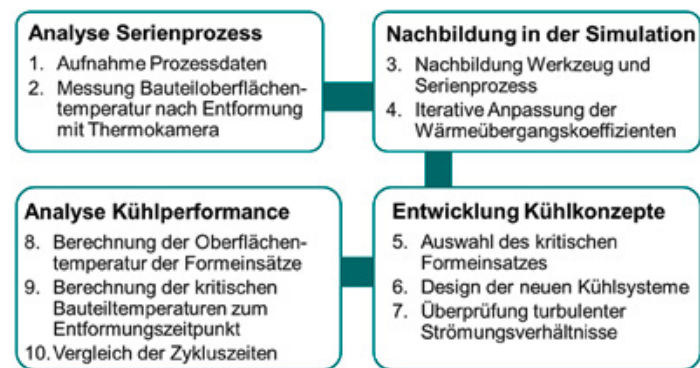 Analyse Serienprozess
1. Aufnahme Prozessdaten
2. Messung Bauteiloberflächen-
temperatur nach Entformung
mit Thermokamera
Nachbildung in der Simulation
3. Nachbildung Werkzeug und
Serienprozess
4. Iterative Anpassung der
Wärmeübergangskoeffizienten
Entwicklung Kühlkonzepte
5. Auswahl des kritischen
Formeinsatzes
6. Design der neuen Kühlsysteme
7. Überprüfung turbulenter
Strömungsverhältnisse
Analyse Kühlperformance
8. Berechnung der Oberflächen-
temperatur der Formeinsätze
9. Berechnung der kritischen
Bauteiltemperaturen zum
Entformungszeitpunkt
10. Vergleich der Zykluszeiten